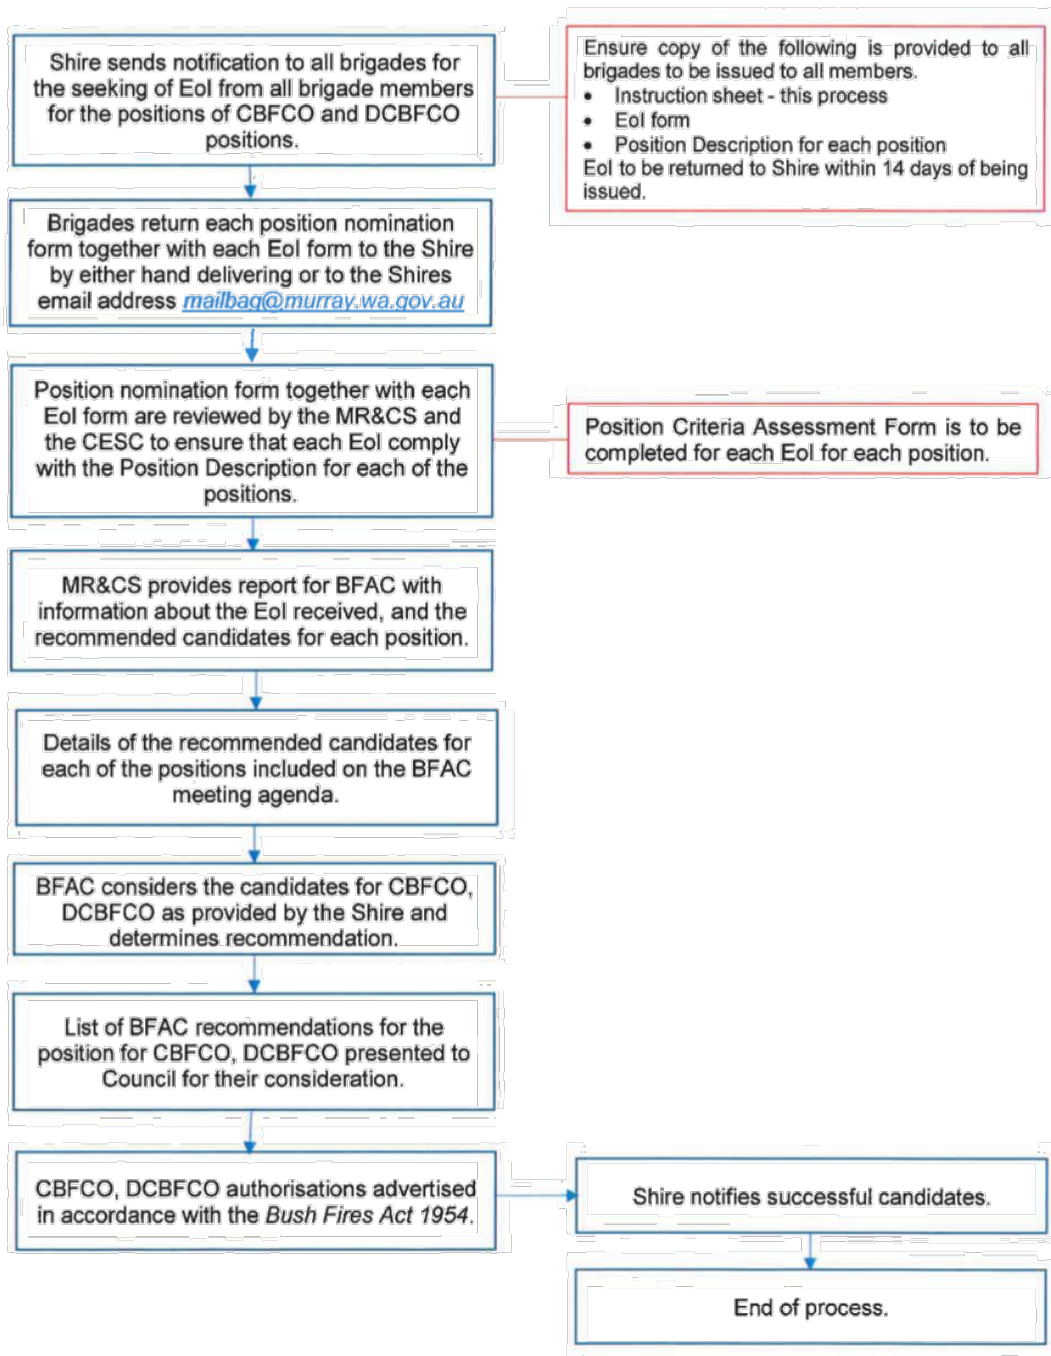 Shire sends notification to all brigades for
the seeking of EoI from all brigade members
for the positions of CBFCO and DCBFCO
positions.
Ensure copy of the following is provided to all
brigades to be issued to all members.
• Instruction sheet - this process
• EoI form
• Position Description for each position
EoI to be returned to Shire within 14 days of being
issued.
Brigades return each position nomination
form together with each EoI form to the Shire
by either hand delivering or to the Shires
email address mailbag@murray.wa.gov.au
Position nomination form together with each
EoI form are reviewed by the MR&CS and
the CESC to ensure that each EoI comply
with the Position Description for each of the
positions.
Position Criteria Assessment Form is to be
completed for each EoI for each position.
MR&CS provides report for BFAC with
information about the EoI received, and the
recommended candidates for each position.
Details of the recommended candidates for
each of the positions included on the BFAC
meeting agenda.
BFAC considers the candidates for CBFCO,
DCBFCO as provided by the Shire and
determines recommendation.
List of BFAC recommendations for the
position for CBFCO, DCBFCO presented to
Council for their consideration.
CBFCO, DCBFCO authorisations advertised
in accordance with the Bush Fires Act 1954.
Shire notifies successful candidates.
End of process.